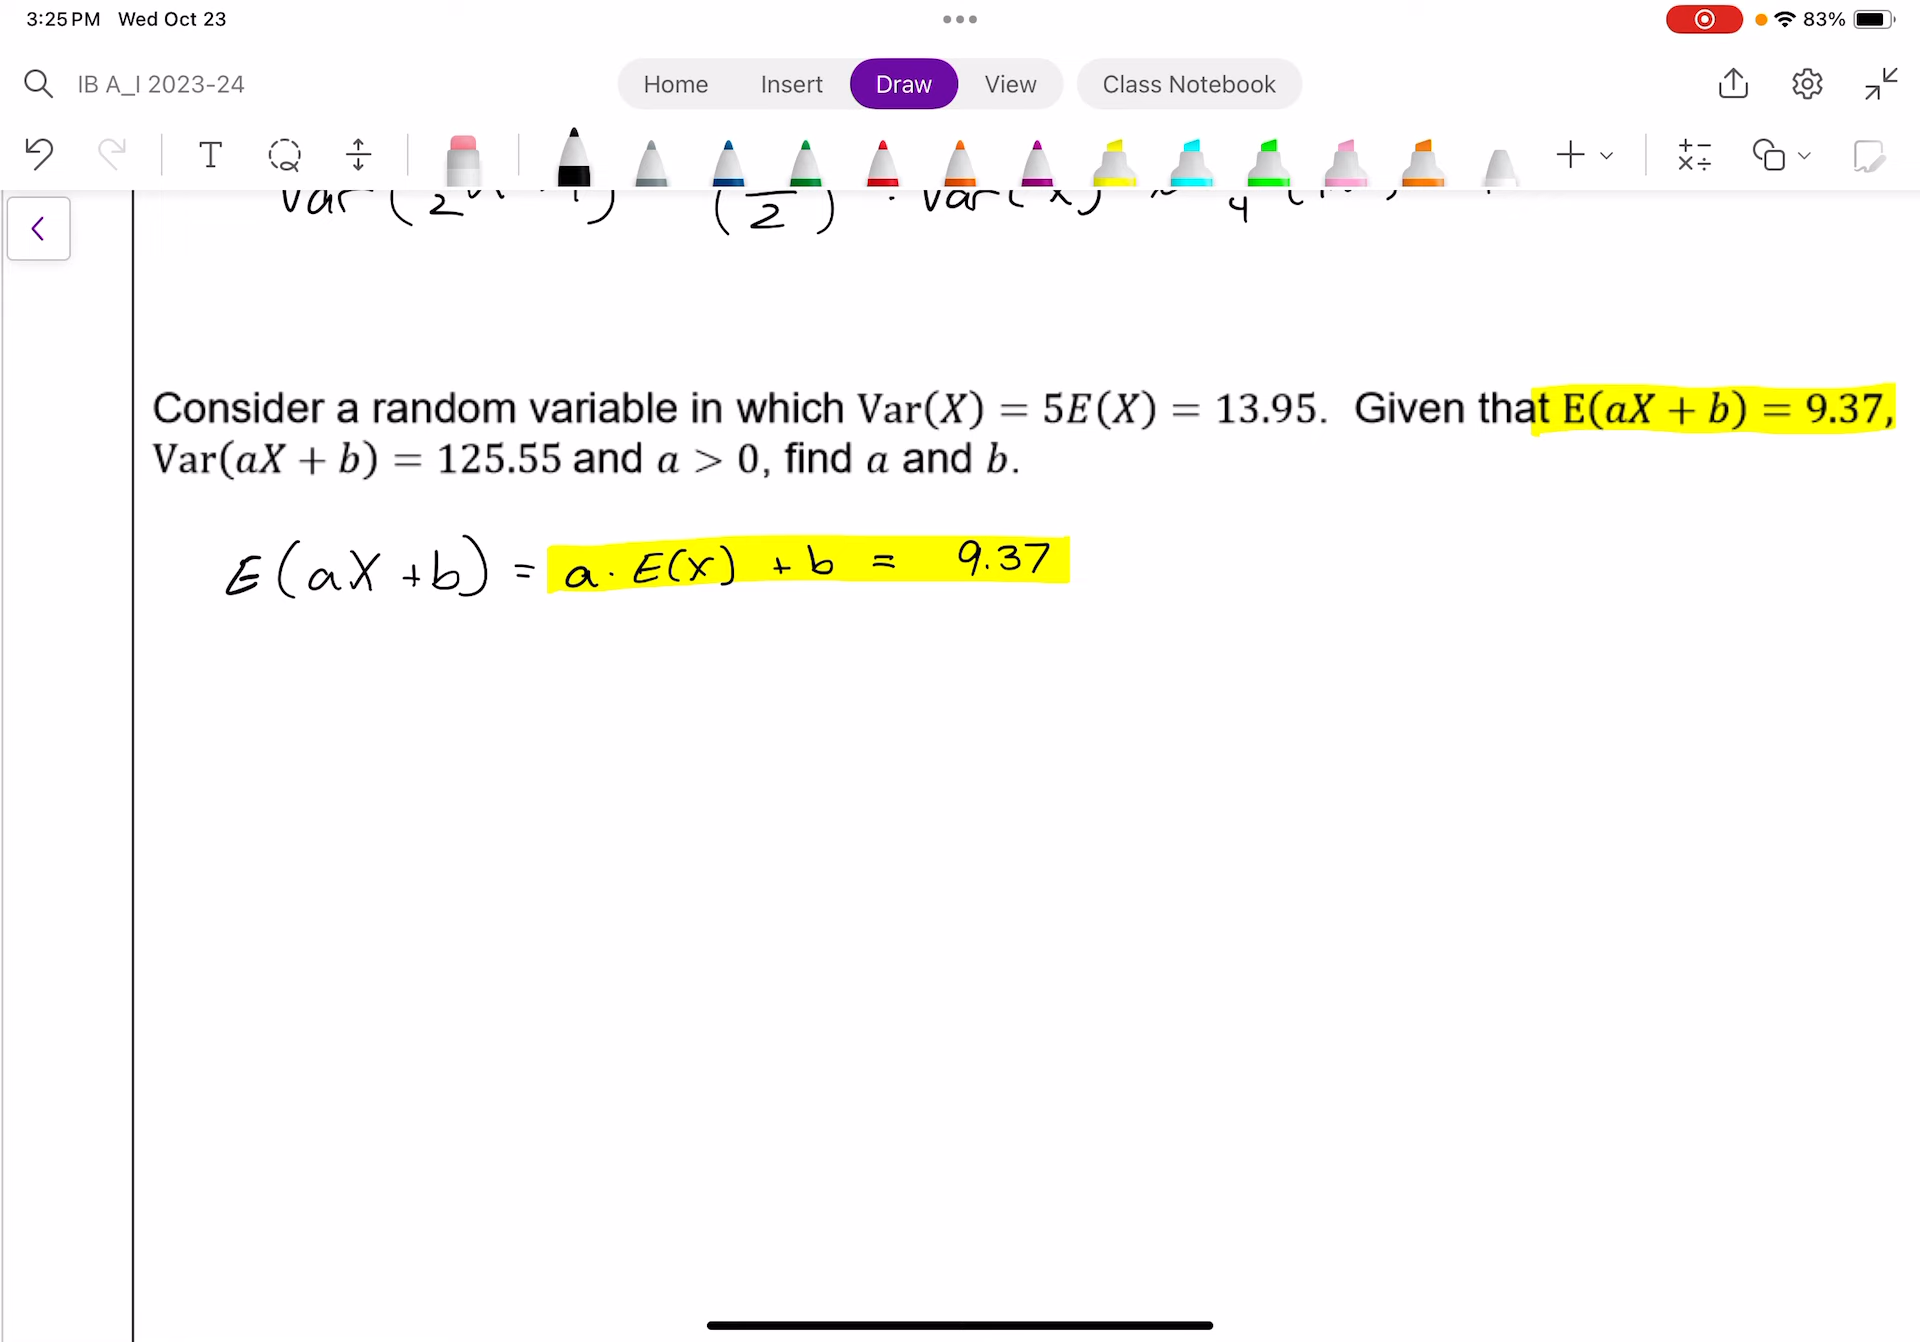 3:25 PM Wed Oct 23
83%
IB A_I 2023-24
Home Insert Draw View Class Notebook
T
Consider a random variable in which Var(X) = 5E(X) = 13.95. Given that E(aX + b) = 9.37,
Var(aX + b) = 125.55 and a > 0, find a and b.
E(aX + b) = a · E(x) + b = 9.37